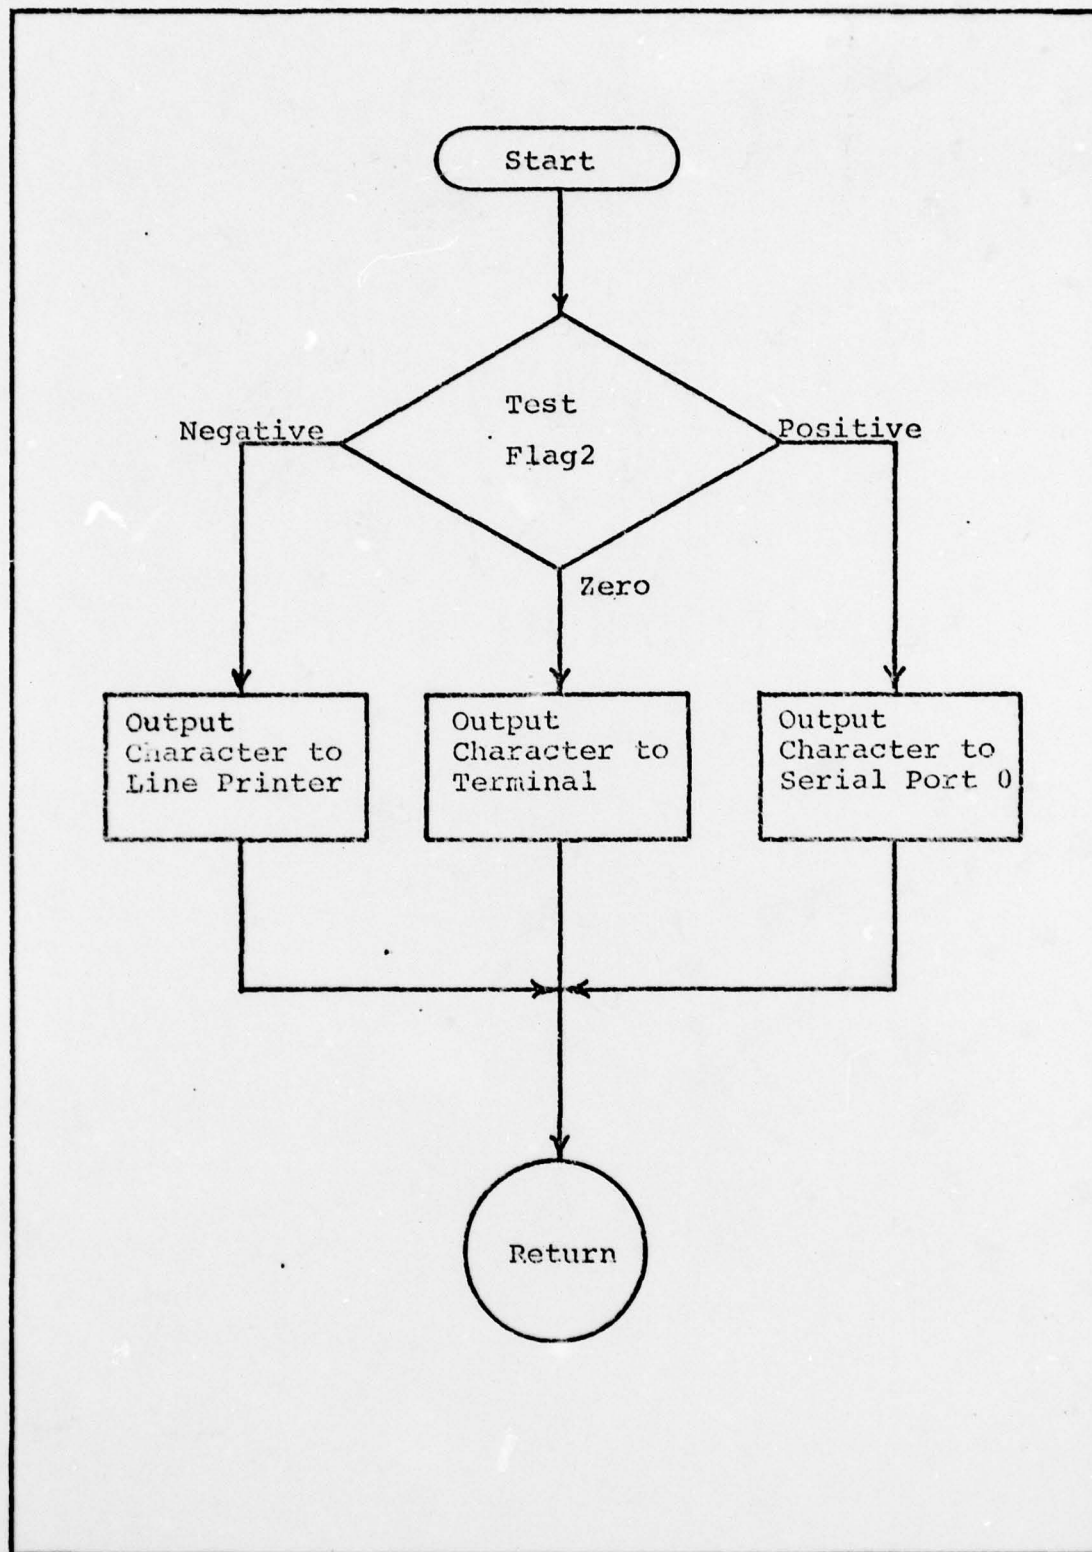 Start
Test
Flag2
Negative
Positive
Zero
Output
Character to
Line Printer
Output
Character to
Terminal
Output
Character to
Serial Port 0
Return